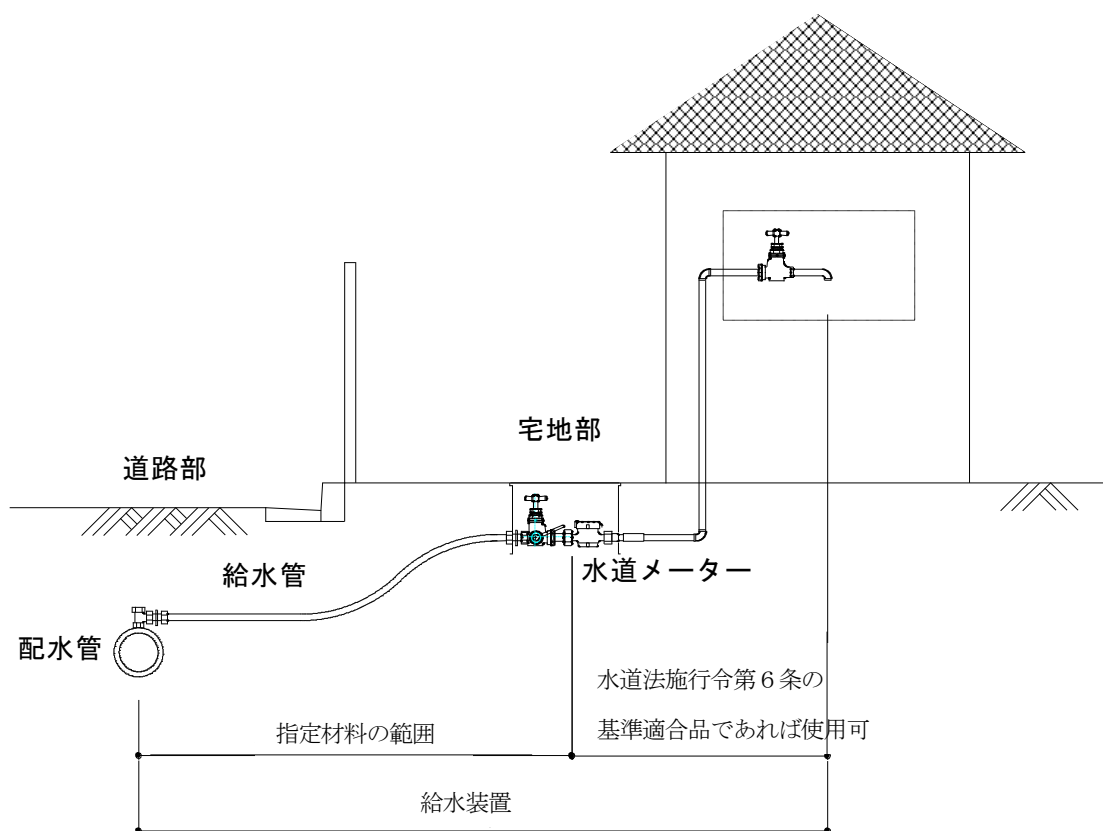 宅地部
道路部
給水管
水道メーター
配水管
水道法施行令第６条の
基準適合品であれば使用可
指定材料の範囲
給水装置